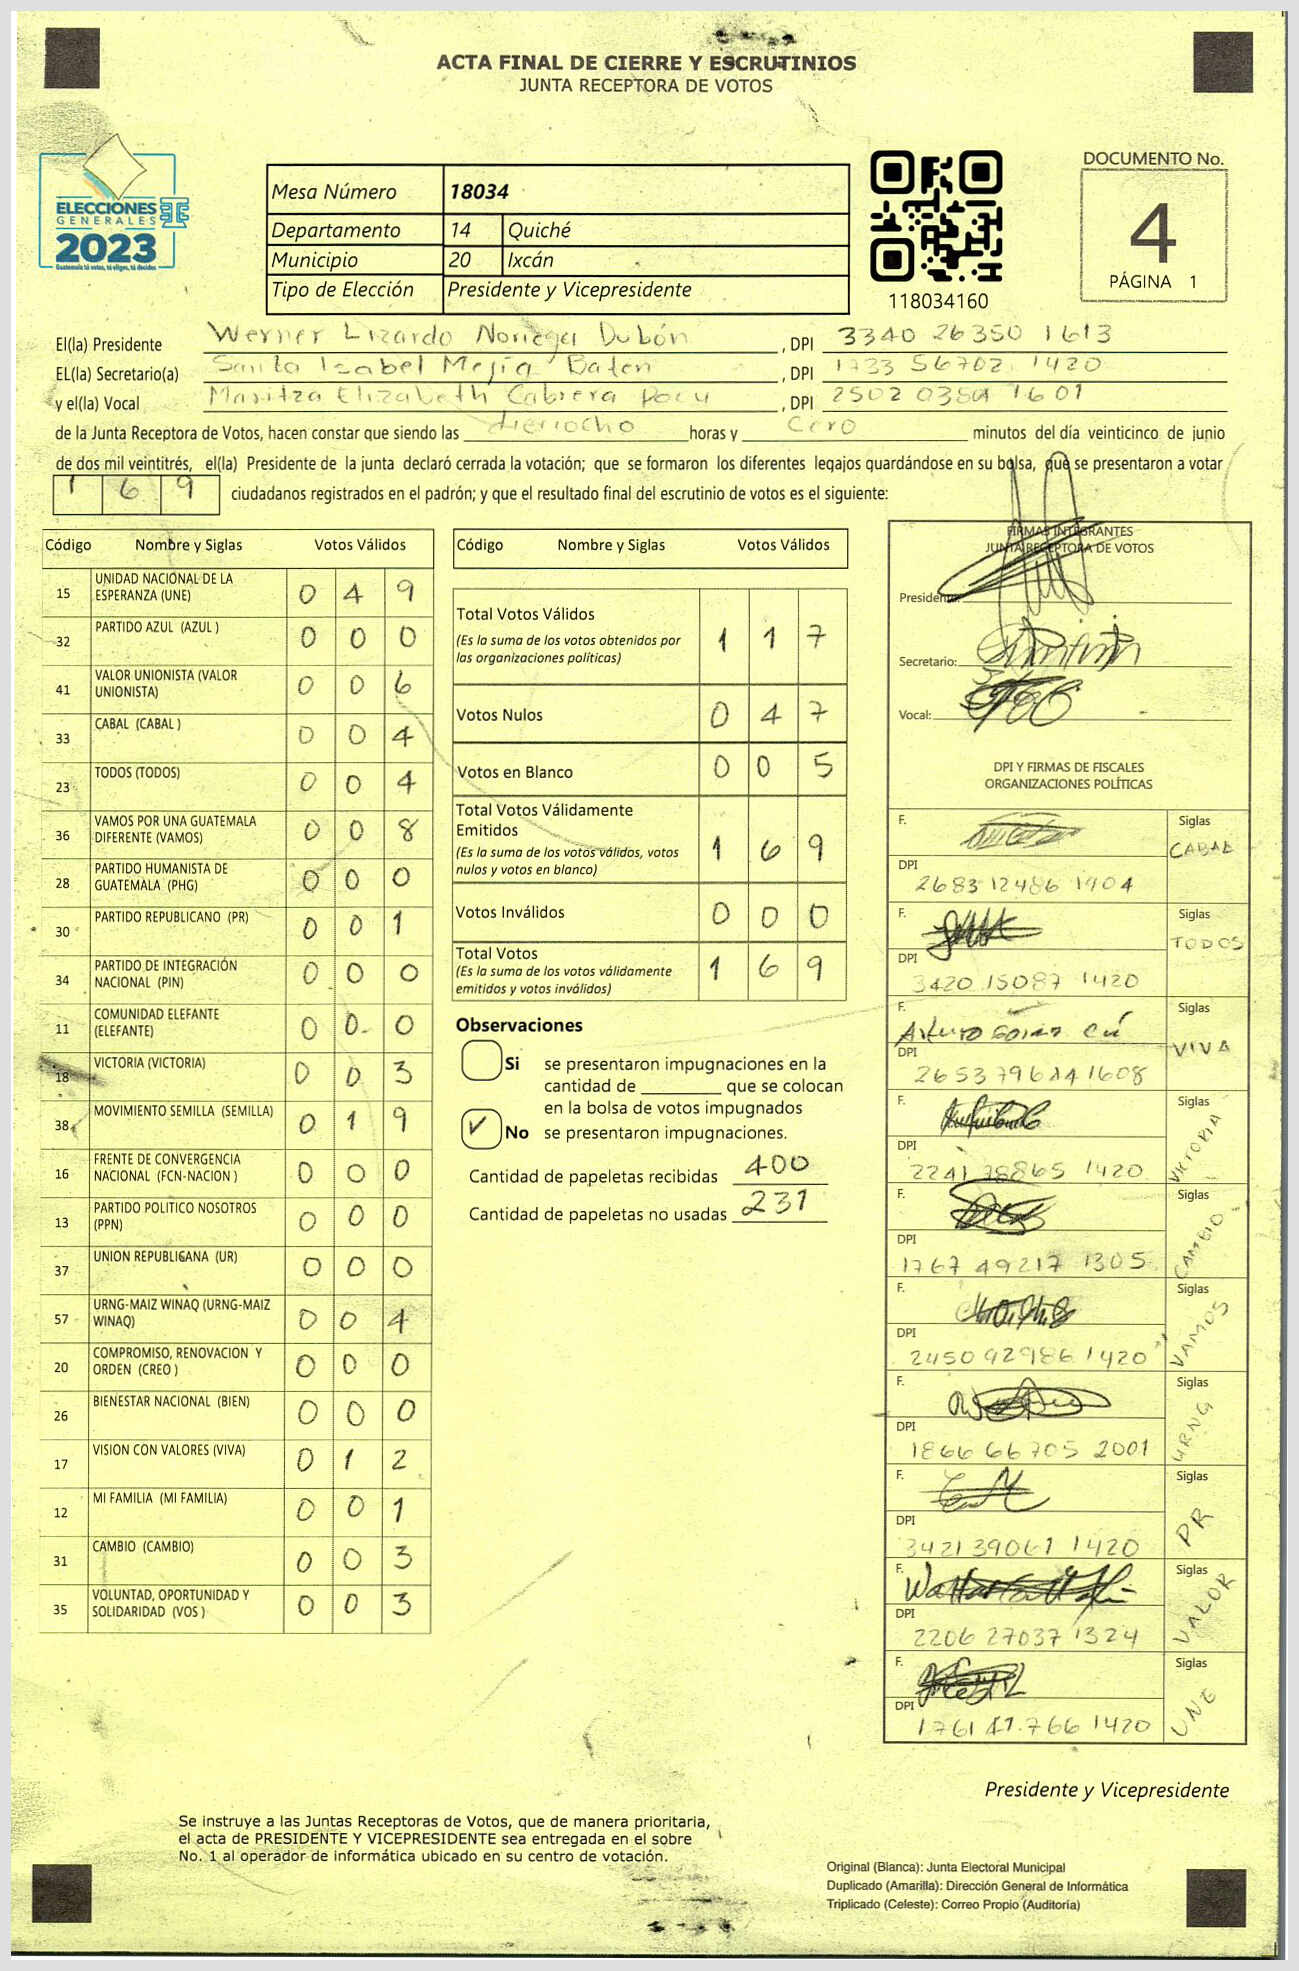 ACTA FINAL DE CIERRE Y ESCRUTINIOS
JUNTA RECEPTORA DE VOTOS
ELECCIONES
GENERALES
2023
Guatemala tú votas, tú eliges, tú decides
Mesa Número 18034
Departamento 14 Quiché
Municipio 20 Ixcán
Tipo de Elección Presidente y Vicepresidente
118034160
DOCUMENTO No.
4
PÁGINA 1
El(la) Presidente Werner Lizardo Noriega Dubón , DPI 3340 26350 1613
EL(la) Secretario(a) Santa Isabel Mejía Baten , DPI 1733 56702 1420
y el(la) Vocal Maritza Elizabeth Cabrera Pocu , DPI 2502 0389 1601
de la Junta Receptora de Votos, hacen constar que siendo las dieciocho horas y Cero minutos del día veinticinco de junio
de dos mil veintitrés, el(la) Presidente de la junta declaró cerrada la votación; que se formaron los diferentes legajos guardándose en su bolsa, que se presentaron a votar
1 6 9 ciudadanos registrados en el padrón; y que el resultado final del escrutinio de votos es el siguiente:
Código Nombre y Siglas Votos Válidos
15 UNIDAD NACIONAL DE LA ESPERANZA (UNE) 0 4 9
32 PARTIDO AZUL (AZUL ) 0 0 0
41 VALOR UNIONISTA (VALOR UNIONISTA) 0 0 6
33 CABAL (CABAL ) 0 0 4
23 TODOS (TODOS) 0 0 4
36 VAMOS POR UNA GUATEMALA DIFERENTE (VAMOS) 0 0 8
28 PARTIDO HUMANISTA DE GUATEMALA (PHG) 0 0 0
30 PARTIDO REPUBLICANO (PR) 0 0 1
34 PARTIDO DE INTEGRACIÓN NACIONAL (PIN) 0 0 0
11 COMUNIDAD ELEFANTE (ELEFANTE) 0 0 0
18 VICTORIA (VICTORIA) 0 0 3
38 MOVIMIENTO SEMILLA (SEMILLA) 0 1 9
16 FRENTE DE CONVERGENCIA NACIONAL (FCN-NACION ) 0 0 0
13 PARTIDO POLITICO NOSOTROS (PPN) 0 0 0
37 UNION REPUBLICANA (UR) 0 0 0
57 URNG-MAIZ WINAQ (URNG-MAIZ WINAQ) 0 0 4
20 COMPROMISO, RENOVACION Y ORDEN (CREO ) 0 0 0
26 BIENESTAR NACIONAL (BIEN) 0 0 0
17 VISION CON VALORES (VIVA) 0 1 2
12 MI FAMILIA (MI FAMILIA) 0 0 1
31 CAMBIO (CAMBIO) 0 0 3
35 VOLUNTAD, OPORTUNIDAD Y SOLIDARIDAD (VOS ) 0 0 3
Código Nombre y Siglas Votos Válidos
Total Votos Válidos 1 1 7
(Es la suma de los votos obtenidos por
las organizaciones políticas)
Votos Nulos 0 4 7
Votos en Blanco 0 0 5
Total Votos Válidamente
Emitidos 1 6 9
(Es la suma de los votos válidos, votos
nulos y votos en blanco)
Votos Inválidos 0 0 0
Total Votos 1 6 9
(Es la suma de los votos válidamente
emitidos y votos inválidos)
Observaciones
Si se presentaron impugnaciones en la
cantidad de ________ que se colocan
en la bolsa de votos impugnados
✓ No se presentaron impugnaciones.
Cantidad de papeletas recibidas 400
Cantidad de papeletas no usadas 231
FIRMAS INTEGRANTES
JUNTA RECEPTORA DE VOTOS
Presidente:
Secretario:
Vocal:
DPI Y FIRMAS DE FISCALES
ORGANIZACIONES POLÍTICAS
F. Siglas CABAL
DPI 2683 12486 1904
F. Siglas TODOS
DPI 3420 15087 1420
F. Arturo Siglas VIVA
DPI 1608
F. Siglas VICTORIA
DPI 2241 78865 1420
F. Siglas CAMBIO
DPI 1767 49217 1305
F. Siglas VAMOS
DPI 2450 92986 1420
F. Siglas URNG
DPI 1866 66705 2001
F. Siglas PR
DPI 3421 39061 1420
F. Siglas VALOR
DPI 2206 27037 1324
F. Siglas UNE
DPI 1761 47766 1420
Presidente y Vicepresidente
Se instruye a las Juntas Receptoras de Votos, que de manera prioritaria,
el acta de PRESIDENTE Y VICEPRESIDENTE sea entregada en el sobre
No. 1 al operador de informática ubicado en su centro de votación.
Original (Blanca): Junta Electoral Municipal
Duplicado (Amarilla): Dirección General de Informática
Triplicado (Celeste): Correo Propio (Auditoría)